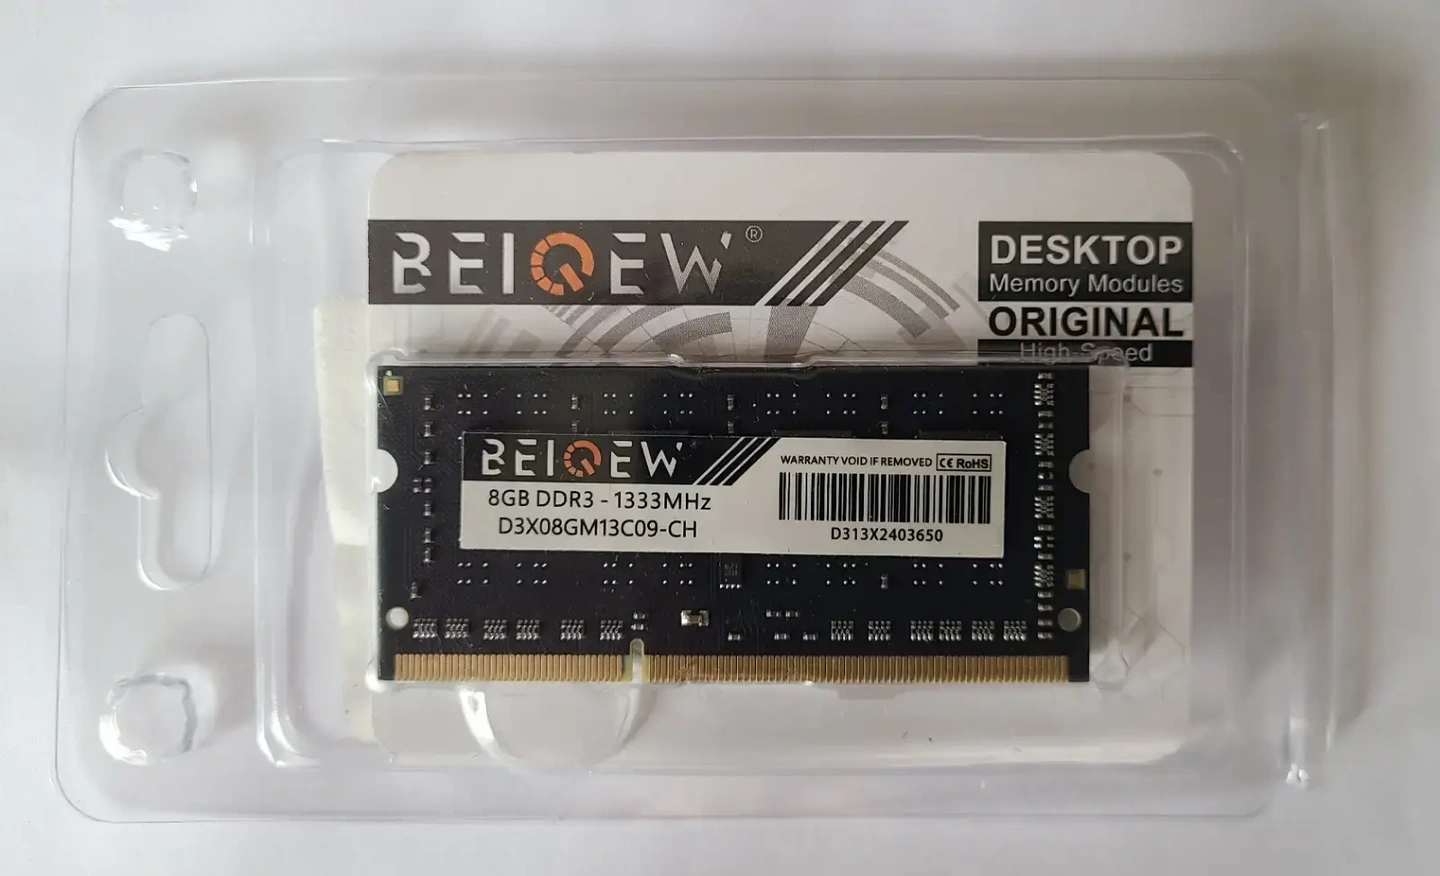 BEIQEW®
DESKTOP
Memory Modules
ORIGINAL
High-Speed
BEIQEW
8GB DDR3 - 1333MHz
D3X08GM13C09-CH
WARRANTY VOID IF REMOVED CE RoHS
D313X2403650